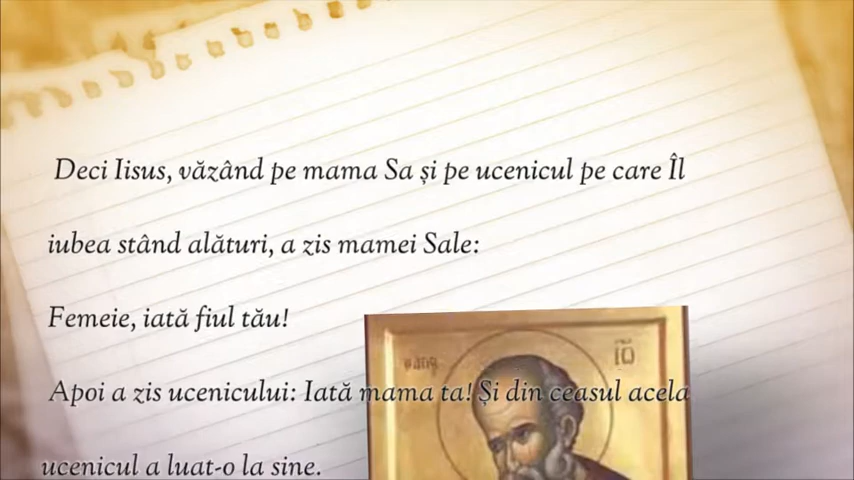 Deci Iisus, văzând pe mama Sa și pe ucenicul pe care Îl
iubea stând alături, a zis mamei Sale:
Femeie, iată fiul tău!
Apoi a zis ucenicului: Iată mama ta! Și din ceasul acela
ucenicul a luat-o la sine.